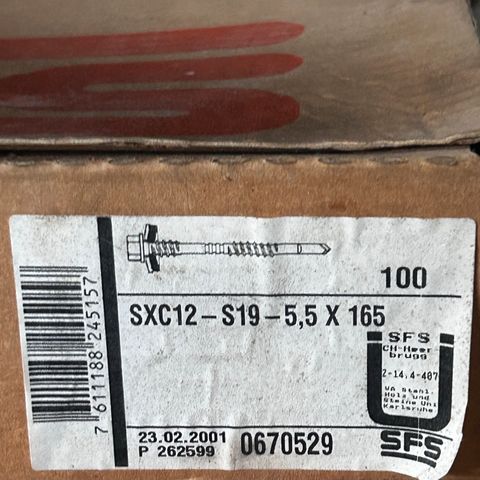 100
SXC12-S19-5,5 X 165
7 611188 245157
SFS
CH-Heer
brugg
Z-14.4-407
VA Stahl,
Holz und
Steine Uni
Karlsruhe
SFS
23.02.2001
P 262599
0670529